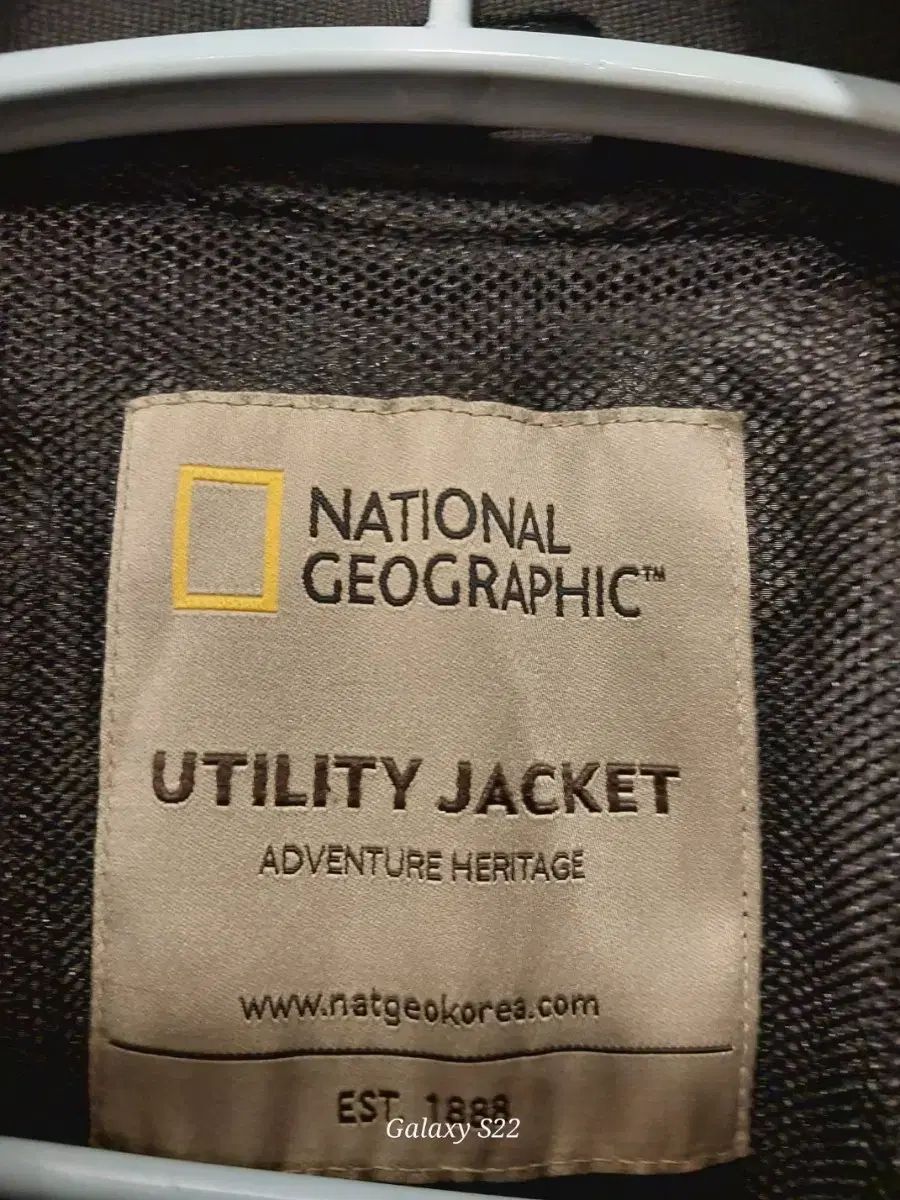 NATIONAL
GEOGRAPHIC™
UTILITY JACKET
ADVENTURE HERITAGE
www.natgeokorea.com
EST. 1888
Galaxy S22